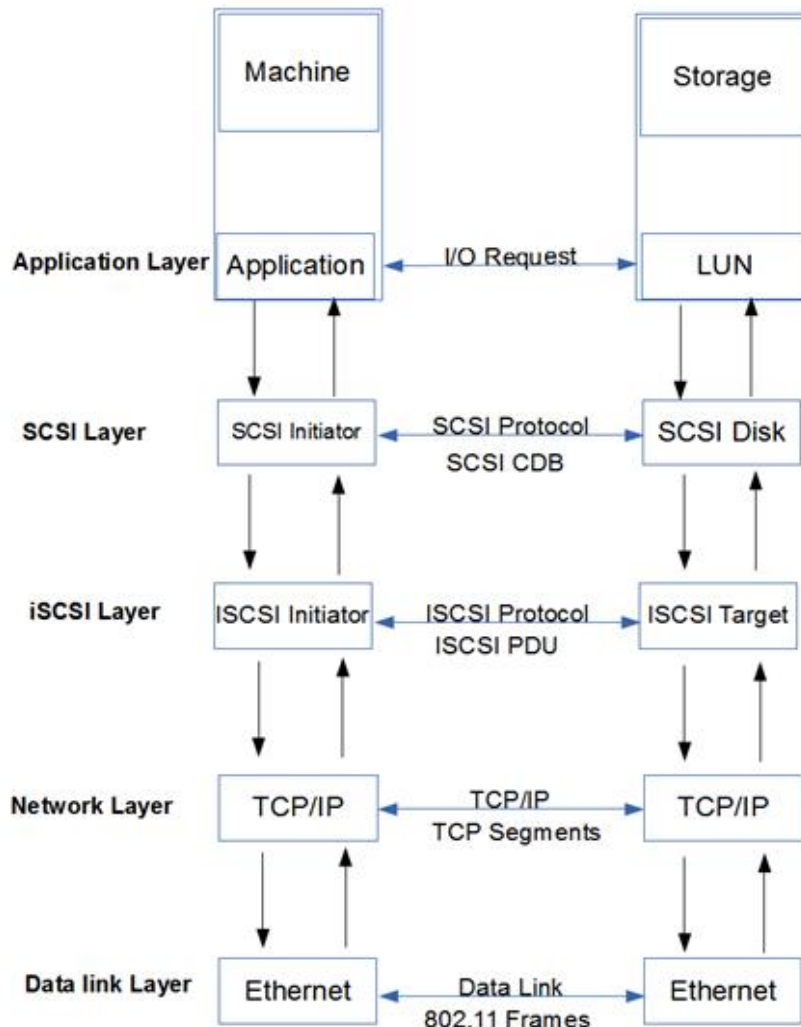 Machine
Storage
Application Layer
Application
I/O Request
LUN
SCSI Layer
SCSI Initiator
SCSI Protocol
SCSI CDB
SCSI Disk
iSCSI Layer
ISCSI Initiator
ISCSI Protocol
ISCSI PDU
ISCSI Target
Network Layer
TCP/IP
TCP/IP
TCP Segments
TCP/IP
Data link Layer
Ethernet
Data Link
802.11 Frames
Ethernet